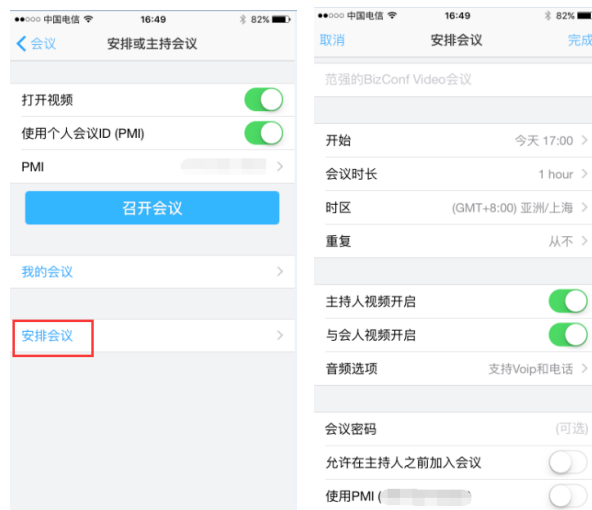 中国电信 16:49 82%
会议 安排或主持会议
打开视频
使用个人会议ID (PMI)
PMI
召开会议
我的会议
安排会议
中国电信 16:49 82%
取消 安排会议 完成
范强的BizConf Video会议
开始 今天 17:00
会议时长 1 hour
时区 (GMT+8:00) 亚洲/上海
重复 从不
主持人视频开启
与会人视频开启
音频选项 支持Voip和电话
会议密码 (可选)
允许在主持人之前加入会议
使用PMI (